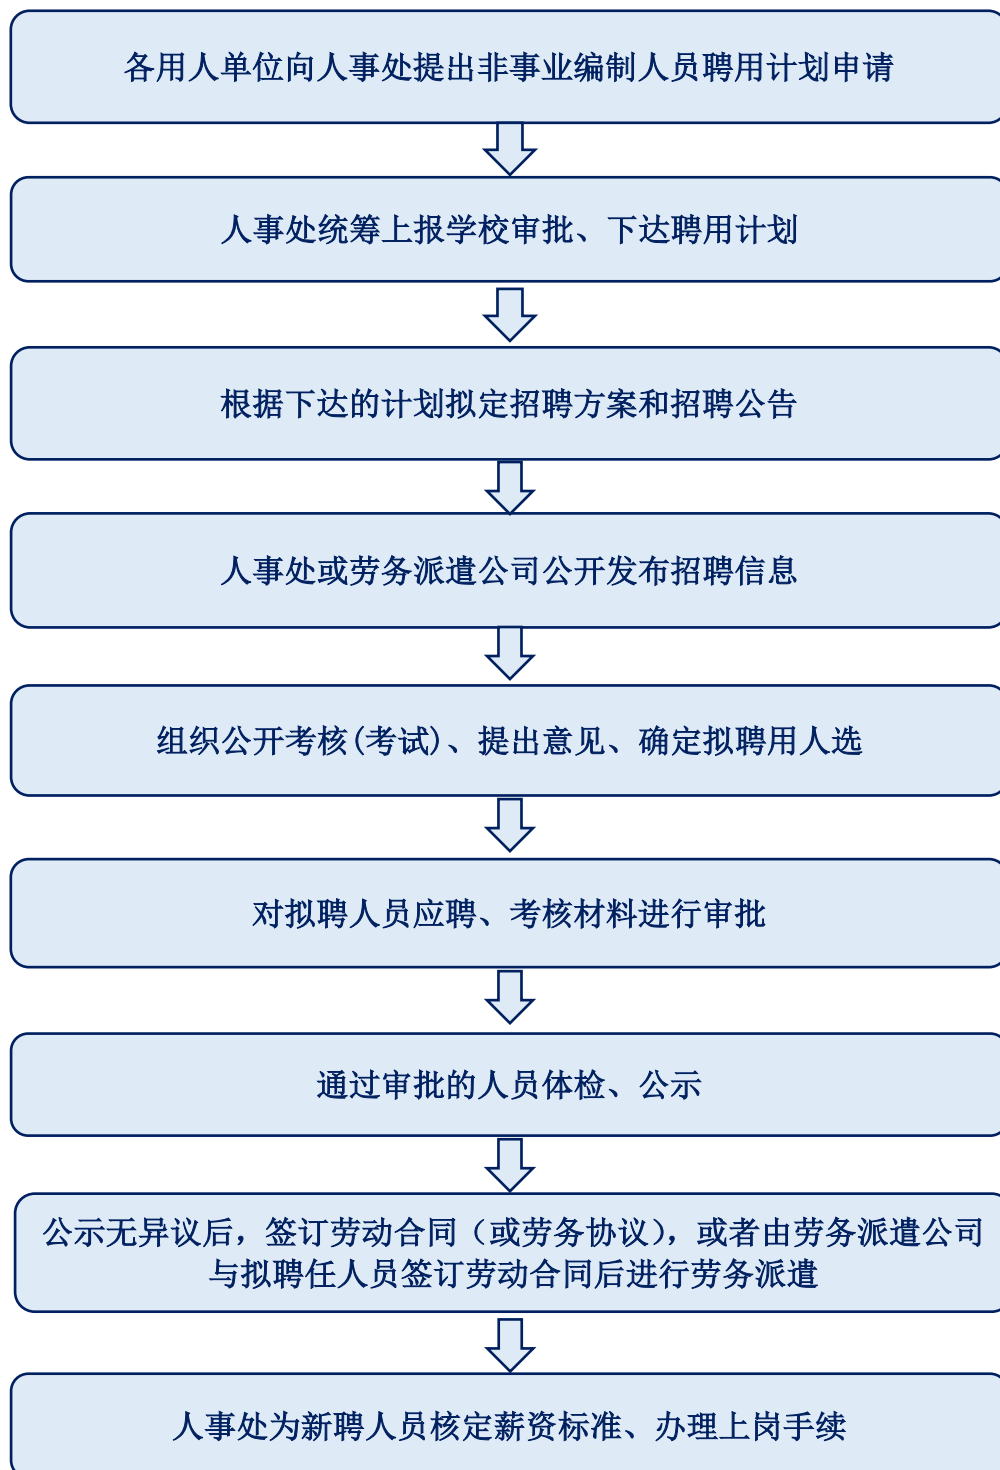 各用人单位向人事处提出非事业编制人员聘用计划申请
人事处统筹上报学校审批、下达聘用计划
根据下达的计划拟定招聘方案和招聘公告
人事处或劳务派遣公司公开发布招聘信息
组织公开考核(考试)、提出意见、确定拟聘用人选
对拟聘人员应聘、考核材料进行审批
通过审批的人员体检、公示
公示无异议后，签订劳动合同（或劳务协议），或者由劳务派遣公司
与拟聘任人员签订劳动合同后进行劳务派遣
人事处为新聘人员核定薪资标准、办理上岗手续